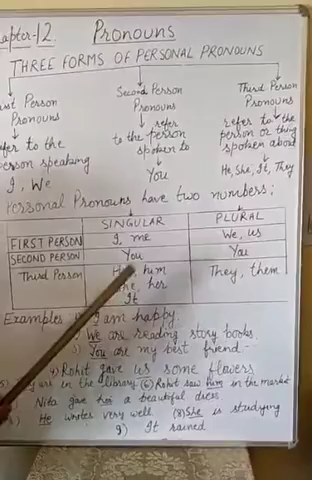 apter-12. Pronouns
THREE FORMS OF PERSONAL PRONOUNS
rst Person Second Person Third Person
Pronouns Pronouns Pronouns
refer to the refer refer to the
person speaking to the person person or thing
I, We spoken to spoken about
You He, She, It, They
Personal Pronouns have two numbers:
SINGULAR PLURAL
FIRST PERSON I, me We, us
SECOND PERSON You You
Third Person him They, them
her
It
Examples I am happy.
We are reading story books.
You are my best friend
4) Rohit gave us some flowers
are in the library (6) Rohit saw him in the market
Nita gave her a beautiful dress.
He writes very well. (8) She is studying
9) It rained